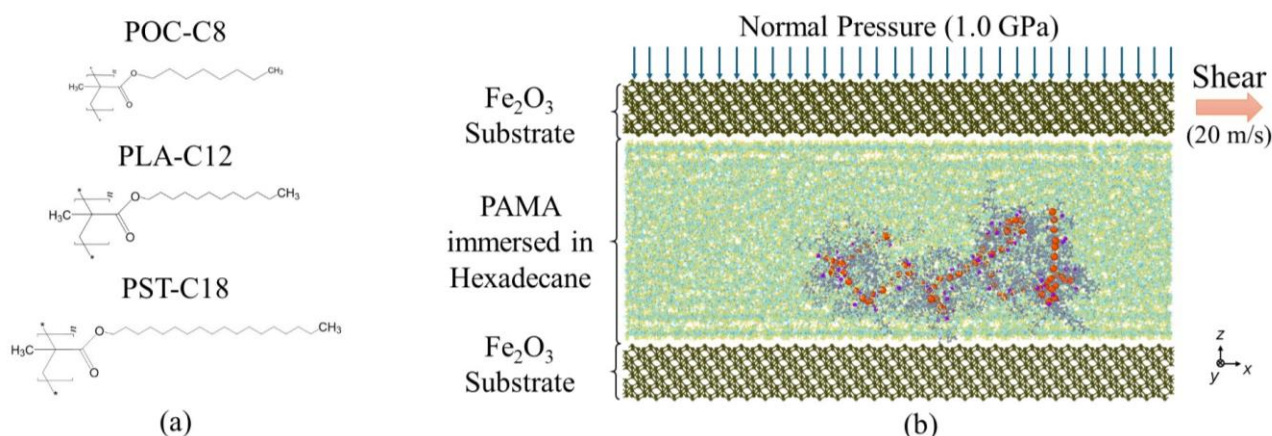 POC-C8
n
H₃C
O
O
CH₃
PLA-C12
n
H₃C
O
O
CH₃
PST-C18
n
H₃C
O
O
CH₃
(a)
Normal Pressure (1.0 GPa)
Fe₂O₃
Substrate
Shear
(20 m/s)
PAMA
immersed in
Hexadecane
Fe₂O₃
Substrate
z
y
x
(b)